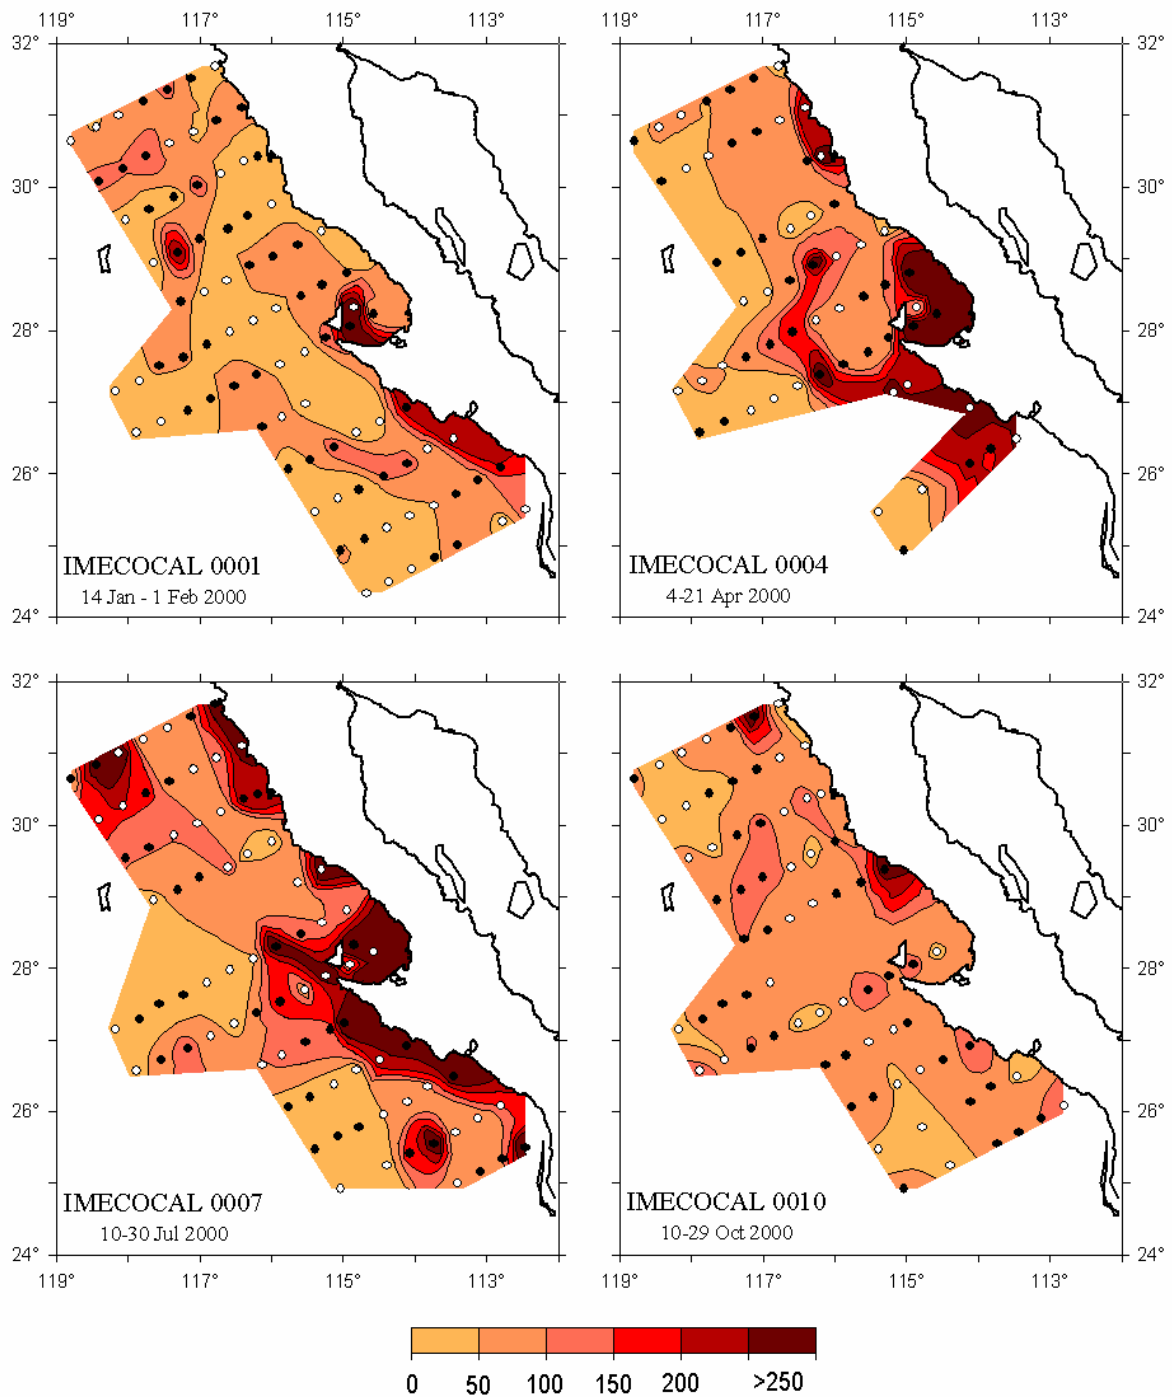 119° 117° 115° 113° 119° 117° 115° 113°
32° 32°
30° 30°
28° 28°
26° 26°
IMECOCAL 0001 IMECOCAL 0004
14 Jan - 1 Feb 2000 4-21 Apr 2000
24° 24°
32° 32°
30° 30°
28° 28°
26° 26°
IMECOCAL 0007 IMECOCAL 0010
10-30 Jul 2000 10-29 Oct 2000
24° 24°
119° 117° 115° 113° 119° 117° 115° 113°
0 50 100 150 200 >250